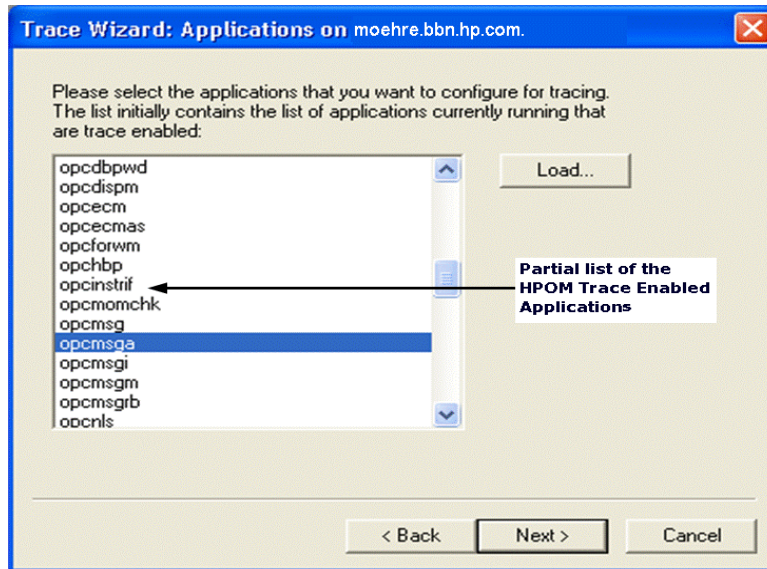 Trace Wizard: Applications on moehre.bbn.hp.com.
Please select the applications that you want to configure for tracing.
The list initially contains the list of applications currently running that
are trace enabled:
opcdbpwd
opcdispm
opcecm
opcecmas
opcforwm
opchbp
opcinstrif
opcmomchk
opcmsg
opcmsga
opcmsgi
opcmsgm
opcmsgrb
opcnls
Load...
Partial list of the
HPOM Trace Enabled
Applications
< Back
Next >
Cancel